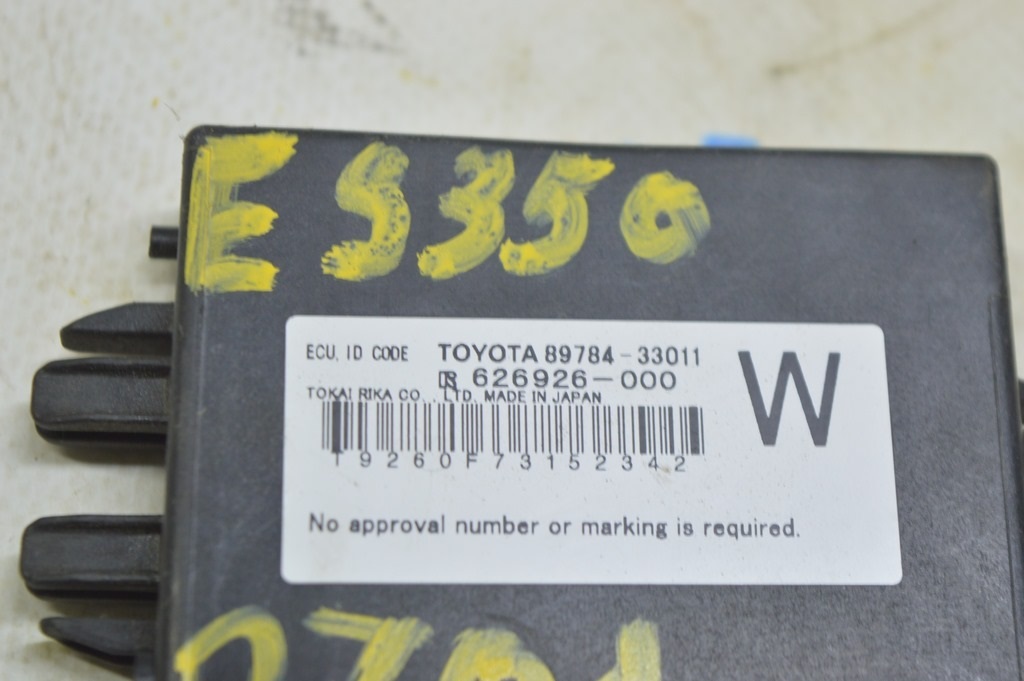 ES350
ECU, ID CODE TOYOTA 89784-33011
626926-000
TOKAI RIKA CO., LTD. MADE IN JAPAN
W
T9260F73152342
No approval number or marking is required.